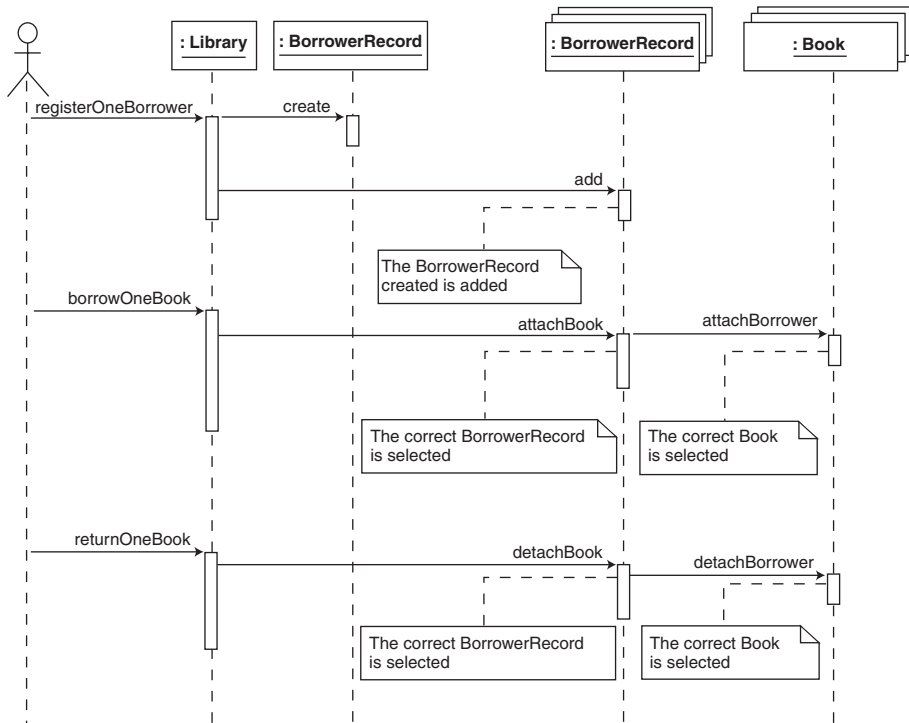 : Library
: BorrowerRecord
: BorrowerRecord
: Book
registerOneBorrower
create
add
The BorrowerRecord
created is added
borrowOneBook
attachBook
attachBorrower
The correct BorrowerRecord
is selected
The correct Book
is selected
returnOneBook
detachBook
detachBorrower
The correct BorrowerRecord
is selected
The correct Book
is selected